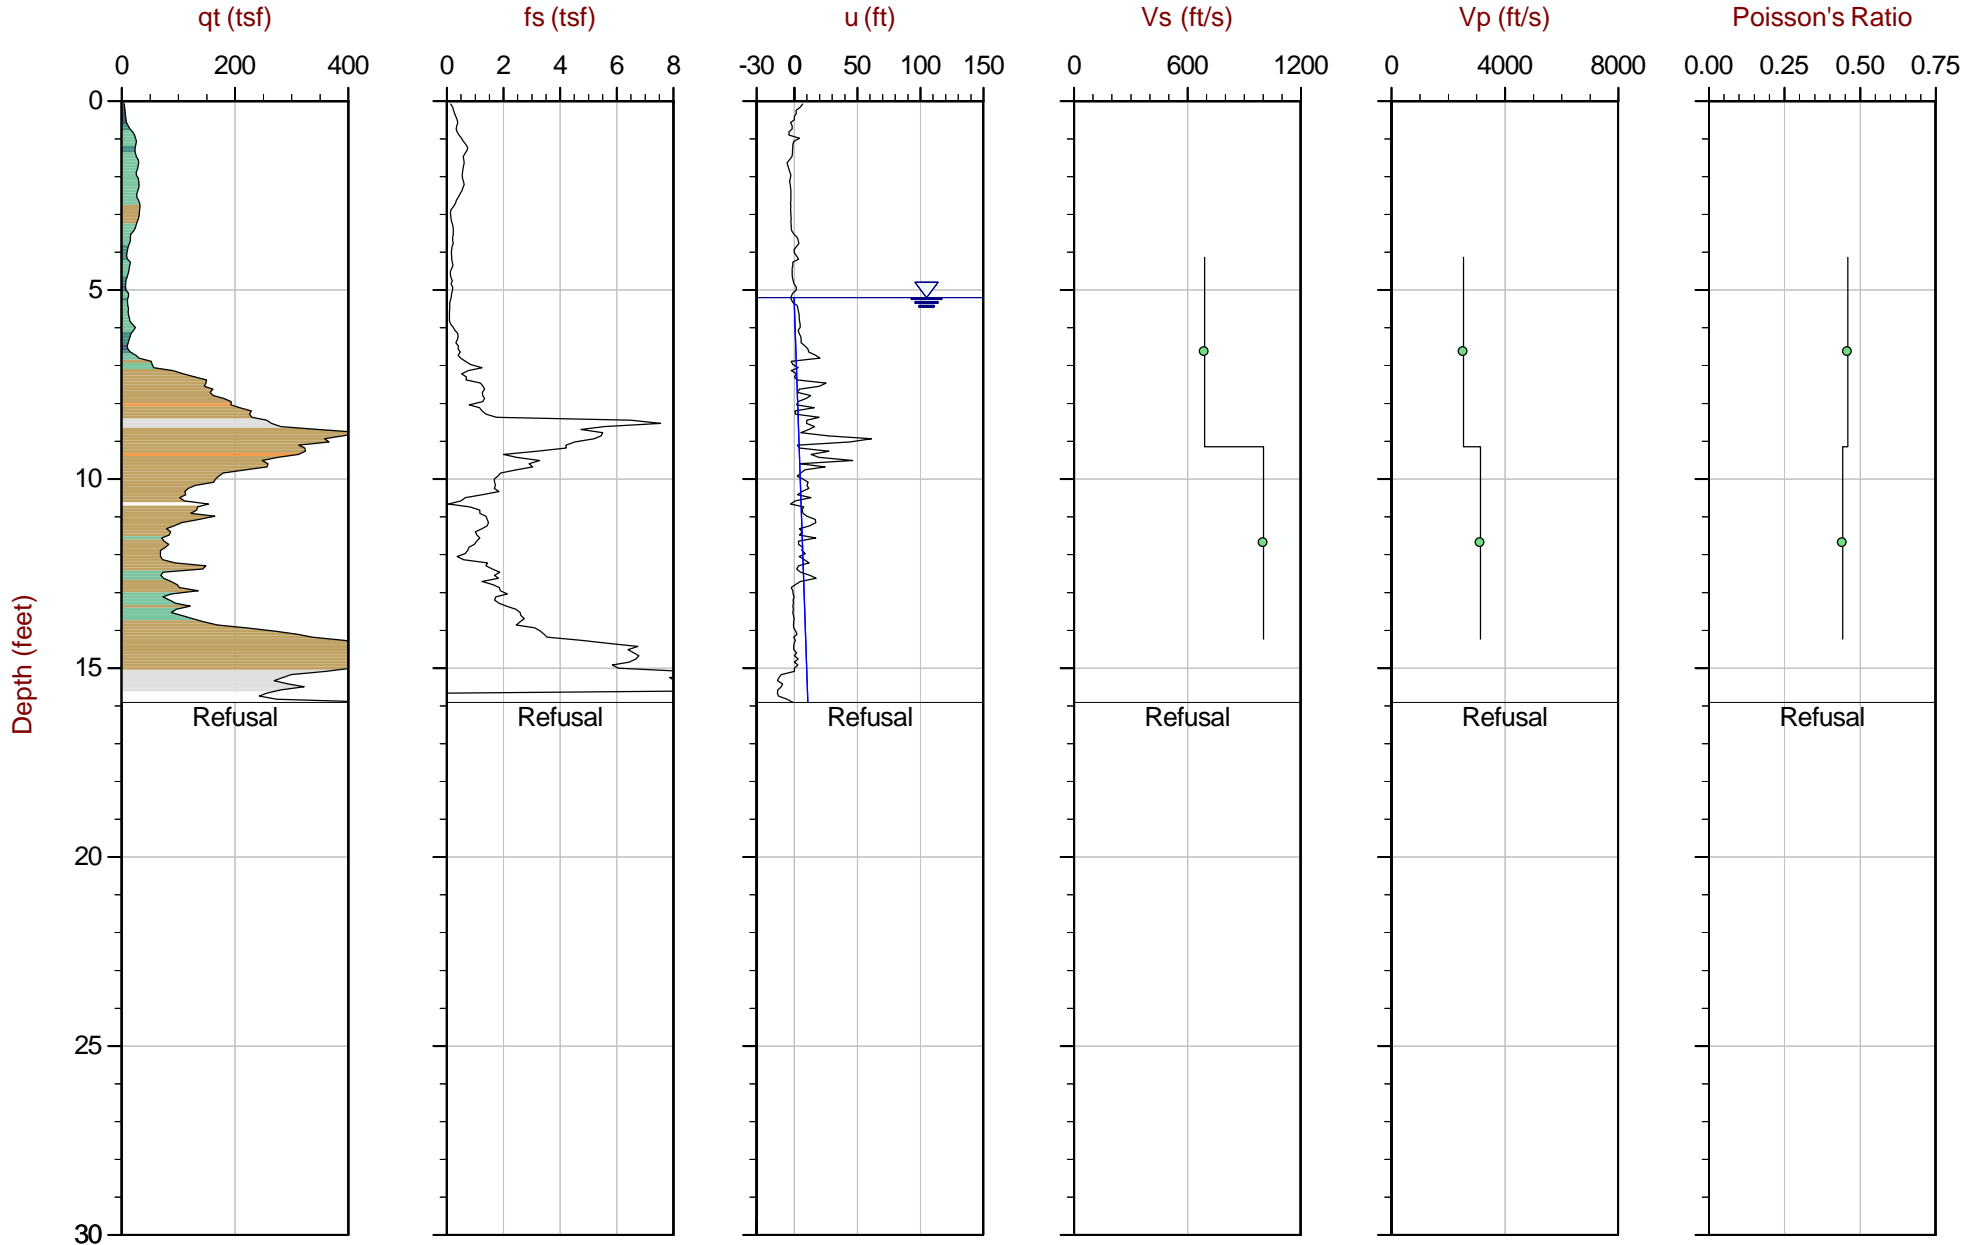 qt (tsf) fs (tsf) u (ft) Vs (ft/s) Vp (ft/s) Poisson's Ratio
0 200 400 0 2 4 6 8 -30 0 50 100 150 0 600 1200 0 4000 8000 0.00 0.25 0.50 0.75
0
5
10
15
Refusal Refusal Refusal Refusal Refusal Refusal
20
25
30
Depth (feet)